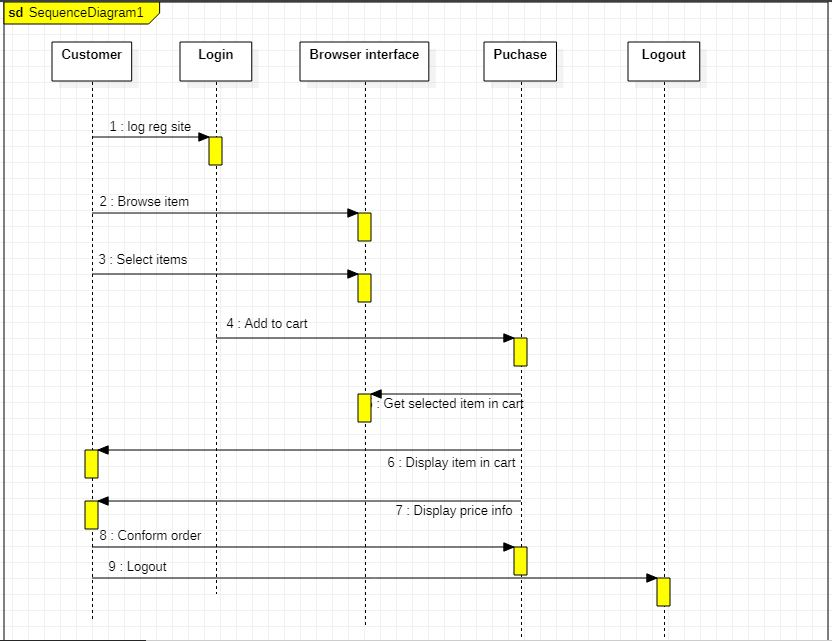 sd SequenceDiagram1
Customer
Login
Browser interface
Puchase
Logout
1 : log reg site
2 : Browse item
3 : Select items
4 : Add to cart
: Get selected item in cart
6 : Display item in cart
7 : Display price info
8 : Conform order
9 : Logout